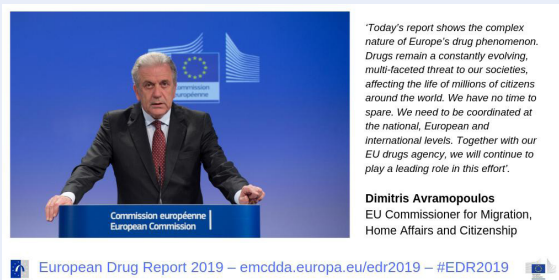 ‘Today’s report shows the complex
nature of Europe’s drug phenomenon.
Drugs remain a constantly evolving,
multi-faceted threat to our societies,
affecting the life of millions of citizens
around the world. We have no time to
spare. We need to be coordinated at
the national, European and
international levels. Together with our
EU drugs agency, we will continue to
play a leading role in this effort’.
Dimitris Avramopoulos
EU Commissioner for Migration,
Home Affairs and Citizenship
Commission
européenne
Commission européenne
European Commission
European Drug Report 2019 – emcdda.europa.eu/edr2019 – #EDR2019